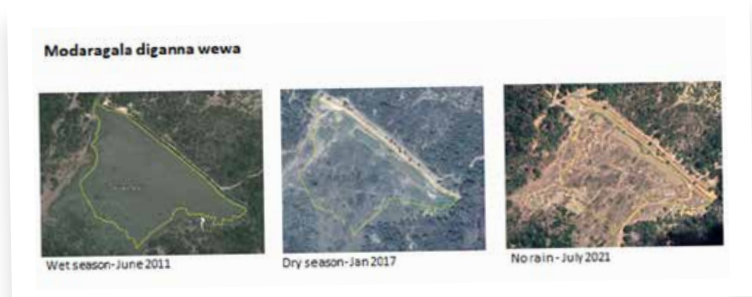 Modaragala diganna wewa
Wet season-June 2011
Dry season-Jan 2017
No rain - July 2021